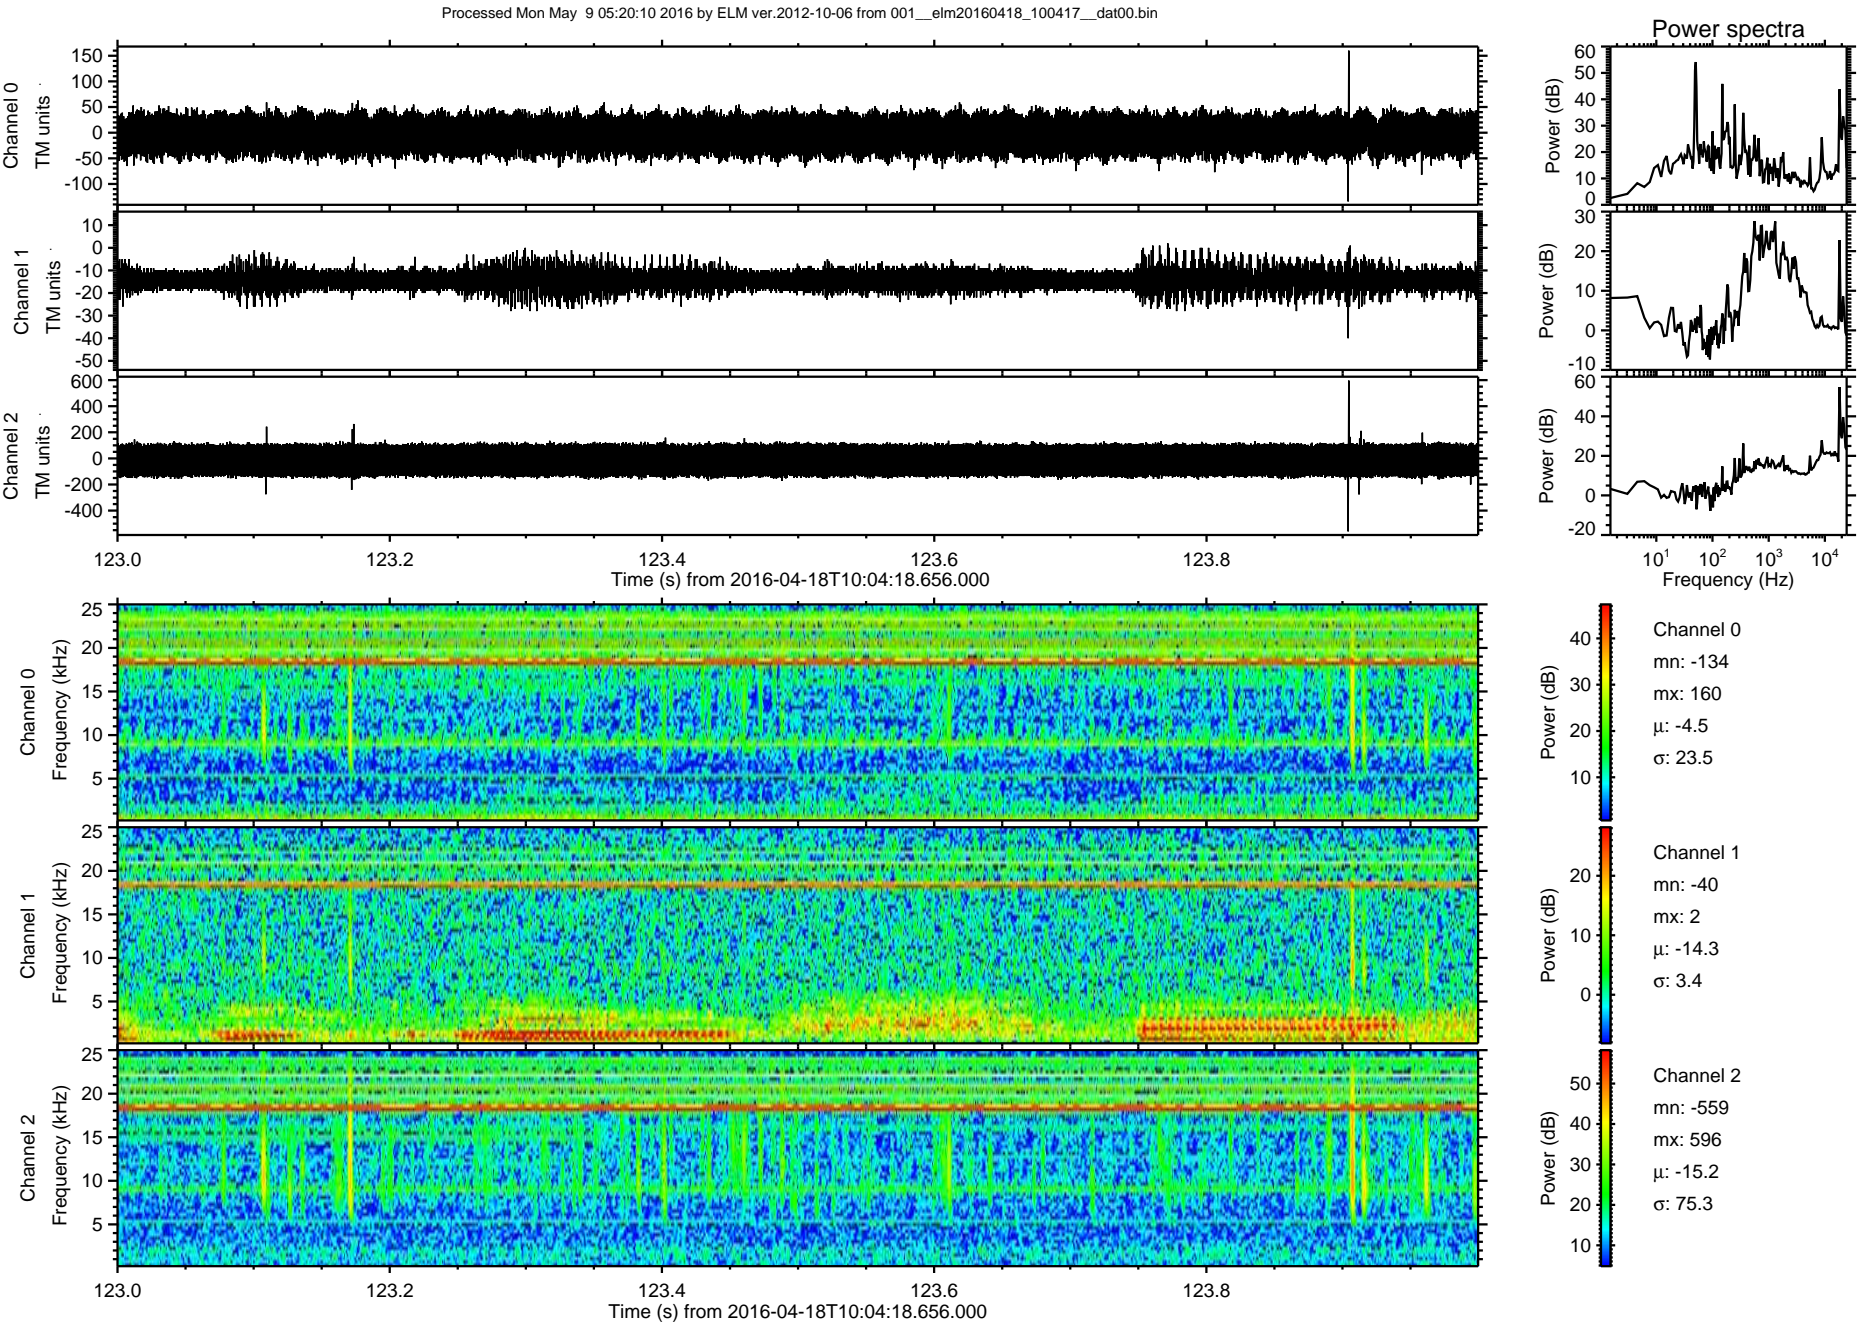 Processed Mon May  9 05:20:10 2016 by ELM ver.2012-10-06 from 001__elm20160418_100417__dat00.bin
Power spectra
Channel 0
TM units
150
100
50
0
-50
-100
Power (dB)
60
50
40
30
20
10
0
Channel 1
TM units
10
0
-10
-20
-30
-40
-50
Power (dB)
30
20
10
0
-10
Channel 2
TM units
600
400
200
0
-200
-400
Power (dB)
60
40
20
0
-20
123.0 123.2 123.4 123.6 123.8
Time (s) from 2016-04-18T10:04:18.656.000
10^1 10^2 10^3 10^4
Frequency (Hz)
Channel 0
Frequency (kHz)
25
20
15
10
5
Power (dB)
40
30
20
10
Channel 0
mn: -134
mx: 160
μ: -4.5
σ: 23.5
Channel 1
Frequency (kHz)
25
20
15
10
5
Power (dB)
20
10
0
Channel 1
mn: -40
mx: 2
μ: -14.3
σ: 3.4
Channel 2
Frequency (kHz)
25
20
15
10
5
Power (dB)
50
40
30
20
10
Channel 2
mn: -559
mx: 596
μ: -15.2
σ: 75.3
123.0 123.2 123.4 123.6 123.8
Time (s) from 2016-04-18T10:04:18.656.000